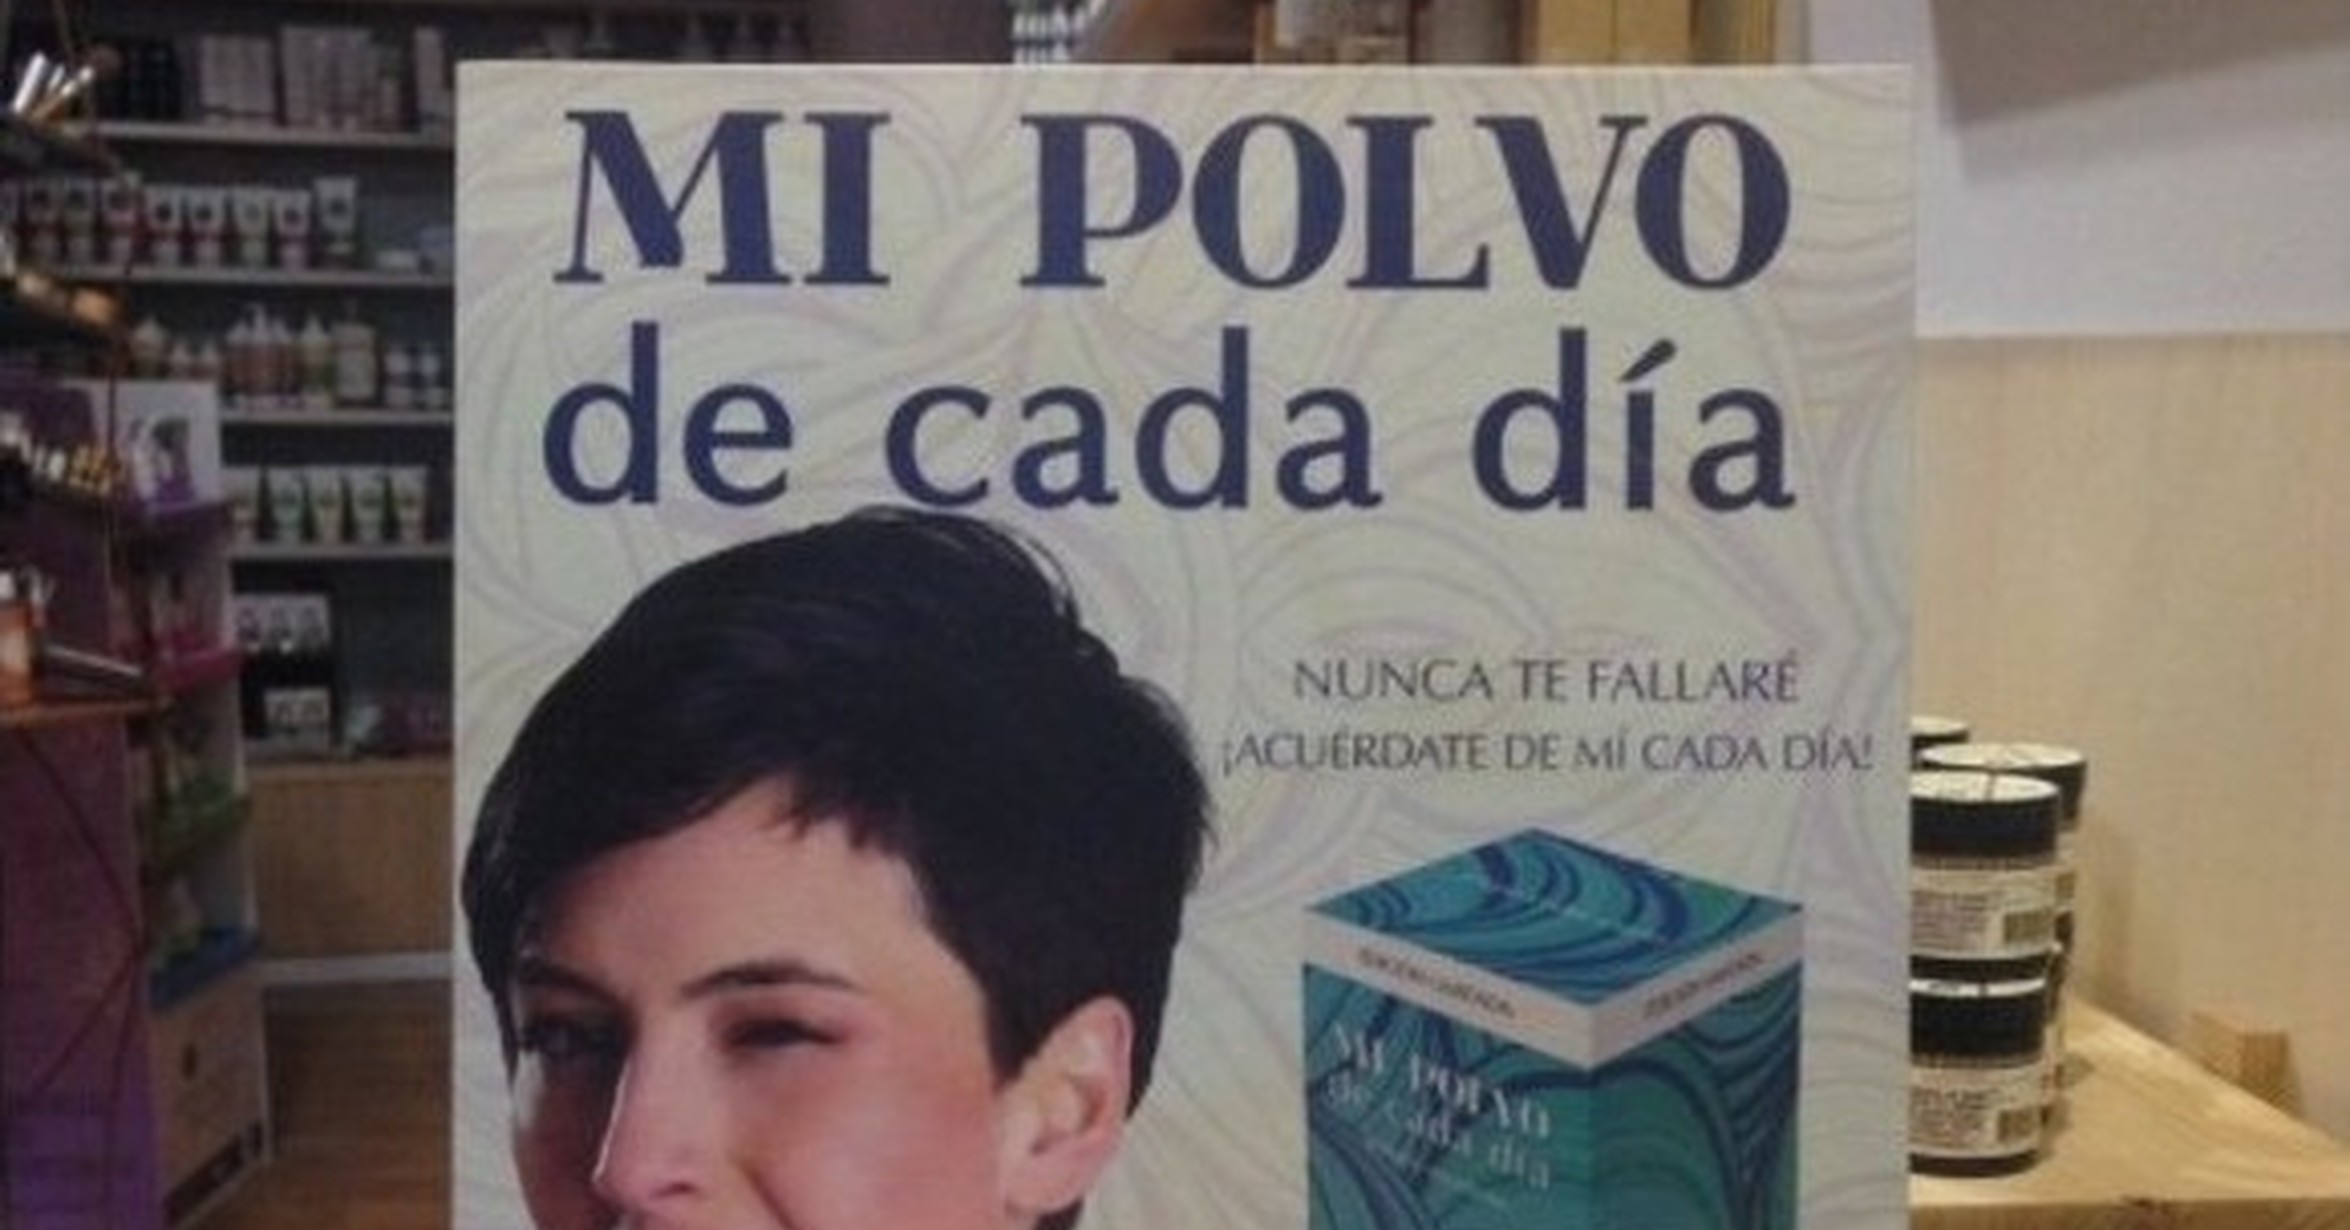 MI POLVO
de cada día
NUNCA TE FALLARÉ
¡ACUÉRDATE DE MÍ CADA DÍA!
MI POLVO
de cada día